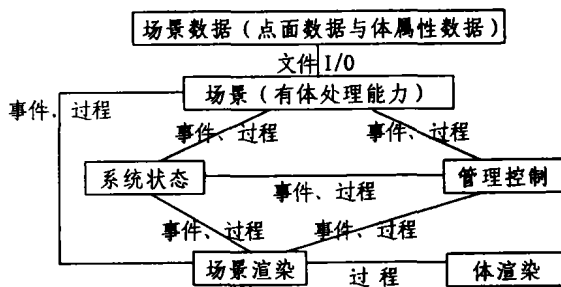 场景数据（点面数据与体属性数据）
文件 I/0
场景（有体处理能力）
事件、过程
事件、过程
事件、过程
系统状态
事件、过程
管理控制
事件、过程
事件、过程
场景渲染
过程
体渲染